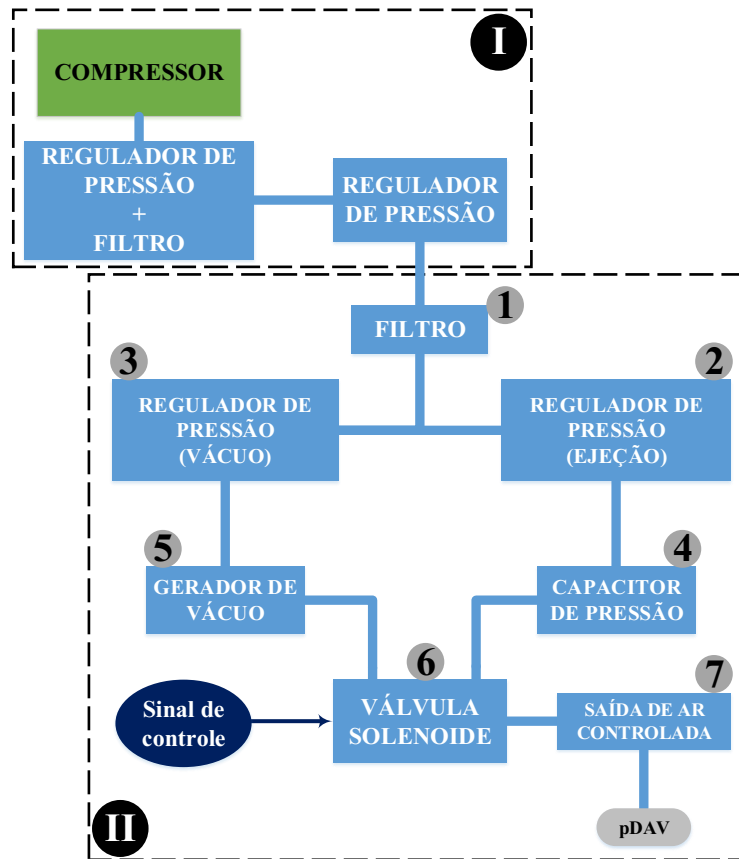 I
COMPRESSOR
REGULADOR DE
PRESSÃO
+
FILTRO
REGULADOR
DE PRESSÃO
1
FILTRO
3
REGULADOR DE
PRESSÃO
(VÁCUO)
2
REGULADOR DE
PRESSÃO
(EJEÇÃO)
5
GERADOR DE
VÁCUO
4
CAPACITOR
DE PRESSÃO
6
VÁLVULA
SOLENOIDE
Sinal de
controle
7
SAÍDA DE AR
CONTROLADA
pDAV
II